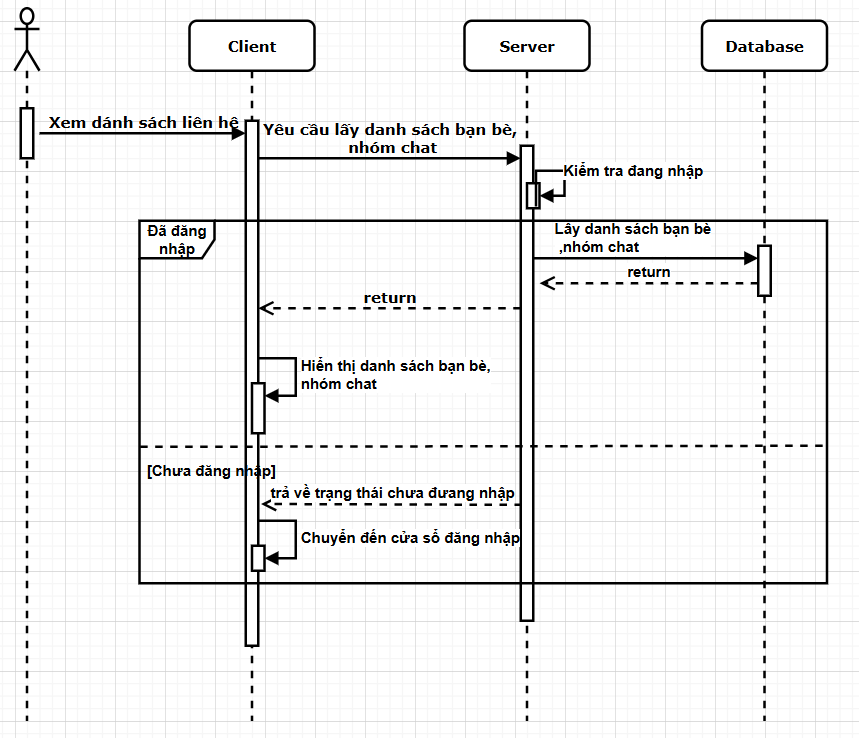 Client
Server
Database
Xem dánh sách liên hệ
Yêu cầu lấy danh sách bạn bè,
nhóm chat
Kiểm tra đang nhập
Đã đăng
nhập
Lây danh sách bạn bè
,nhóm chat
return
return
Hiển thị danh sách bạn bè,
nhóm chat
[Chưa đăng nhập]
trả về trạng thái chưa đưang nhập
Chuyển đến cửa sổ đăng nhập